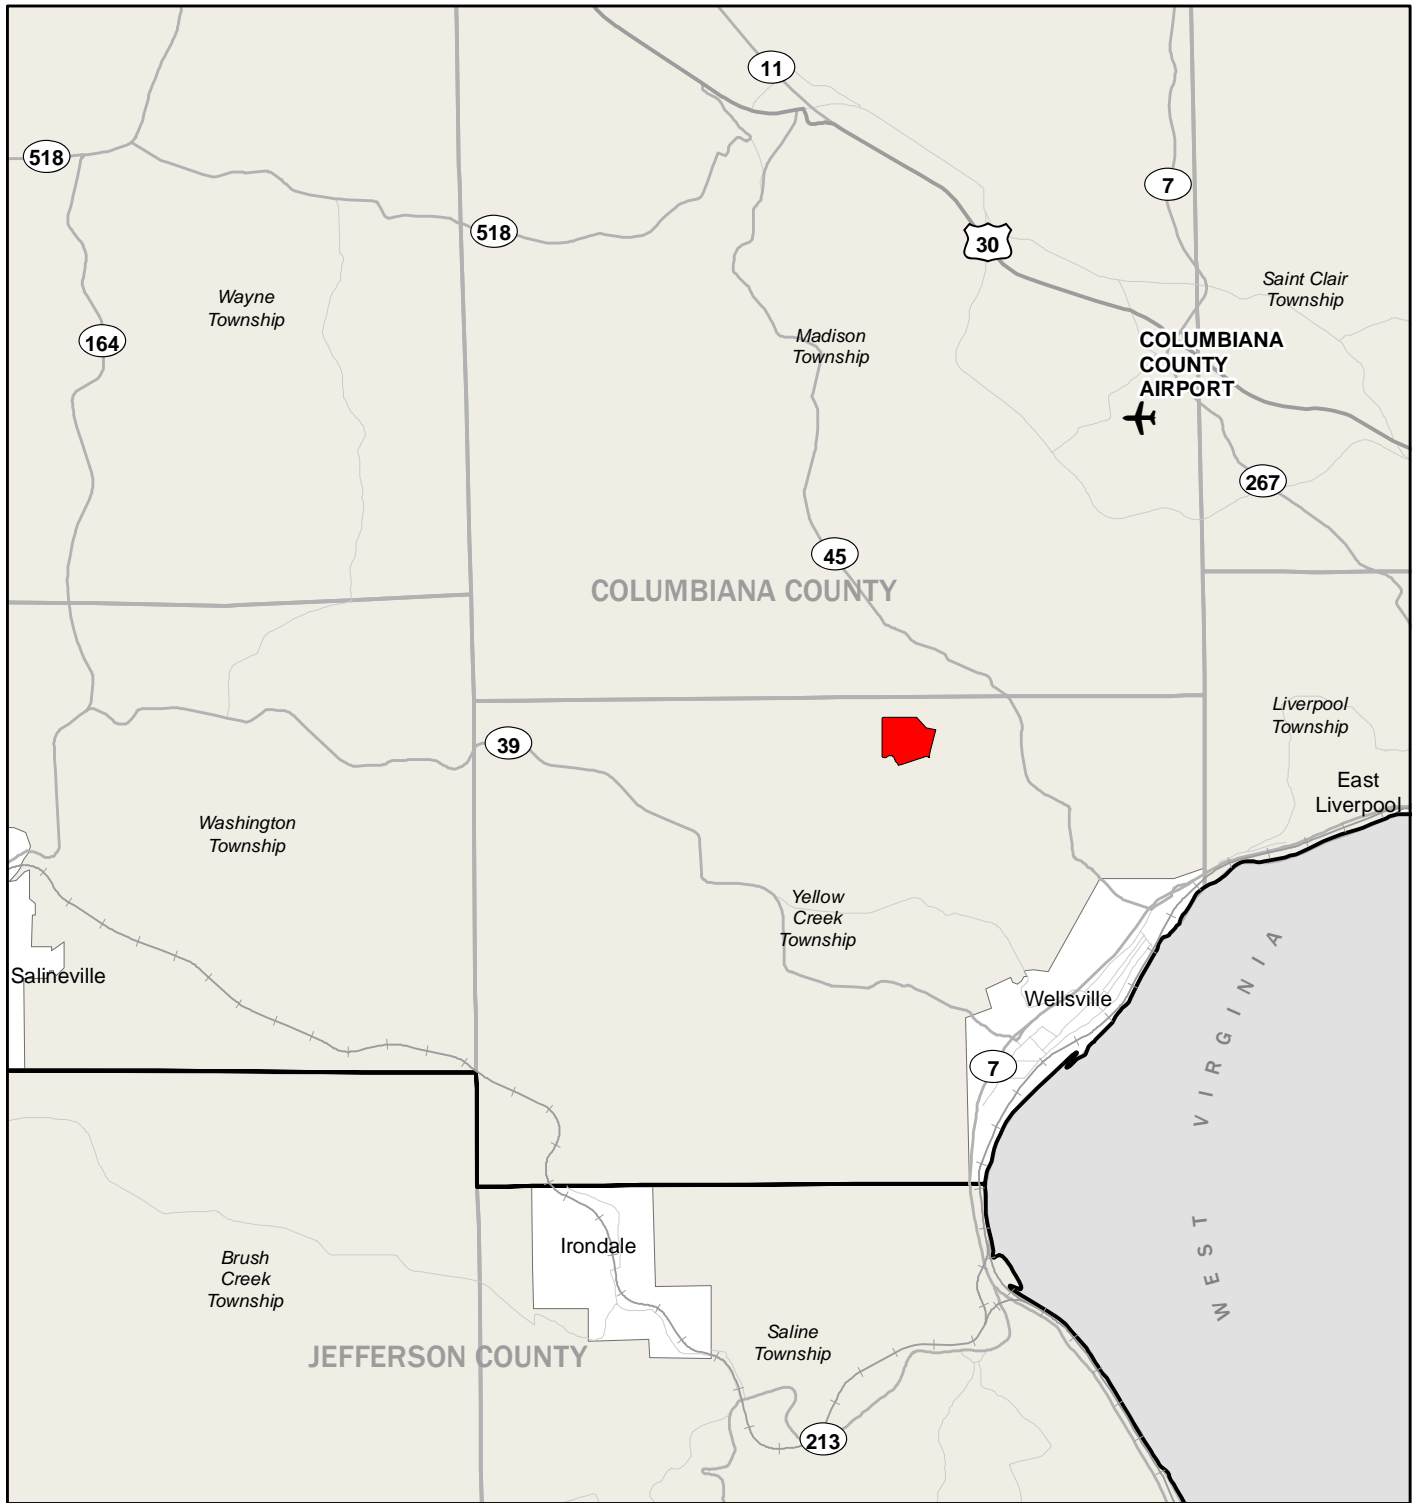 11
518
7
518
30
Saint Clair
Township
Wayne
Township
164
Madison
Township
COLUMBIANA
COUNTY
AIRPORT
267
45
COLUMBIANA COUNTY
Liverpool
Township
39
East
Liverpool
Washington
Township
Yellow
Creek
Township
Salineville
Wellsville
7
WEST VIRGINIA
Irondale
Brush
Creek
Township
Saline
Township
JEFFERSON COUNTY
213